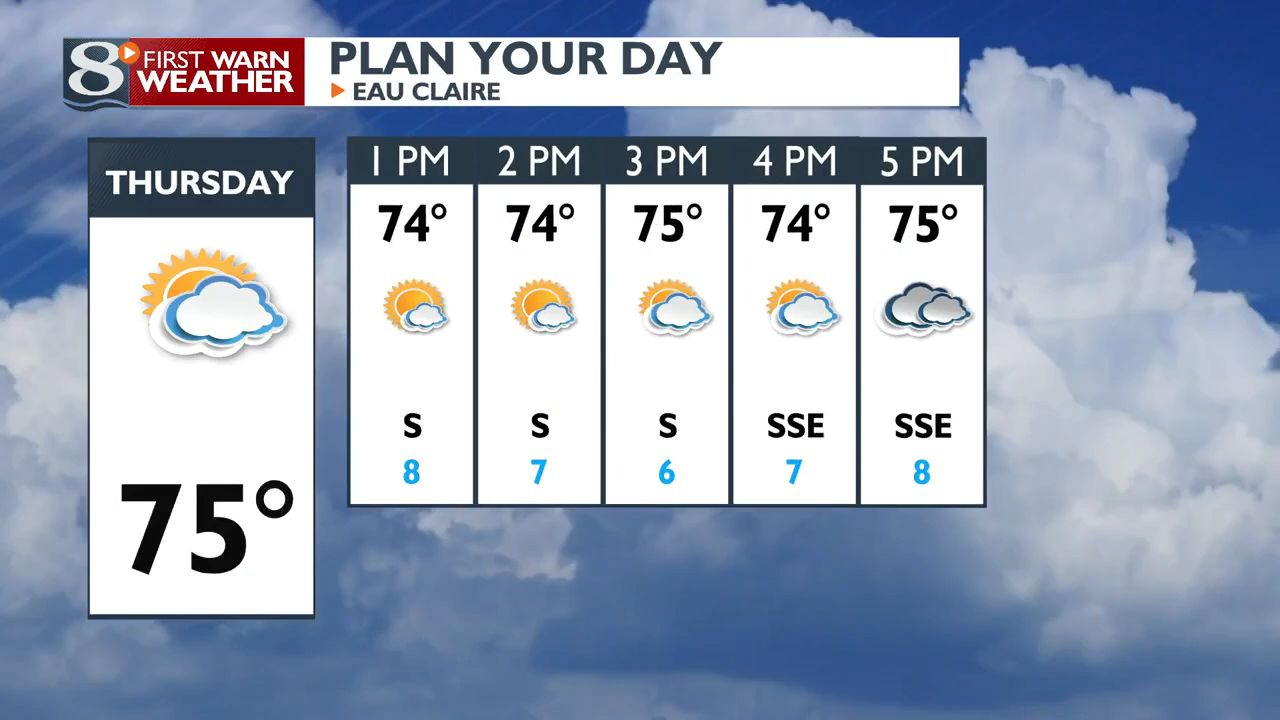 8
FIRST WARN
WEATHER
PLAN YOUR DAY
EAU CLAIRE
THURSDAY
75°
1 PM 2 PM 3 PM 4 PM 5 PM
74° 74° 75° 74° 75°
S S S SSE SSE
8 7 6 7 8